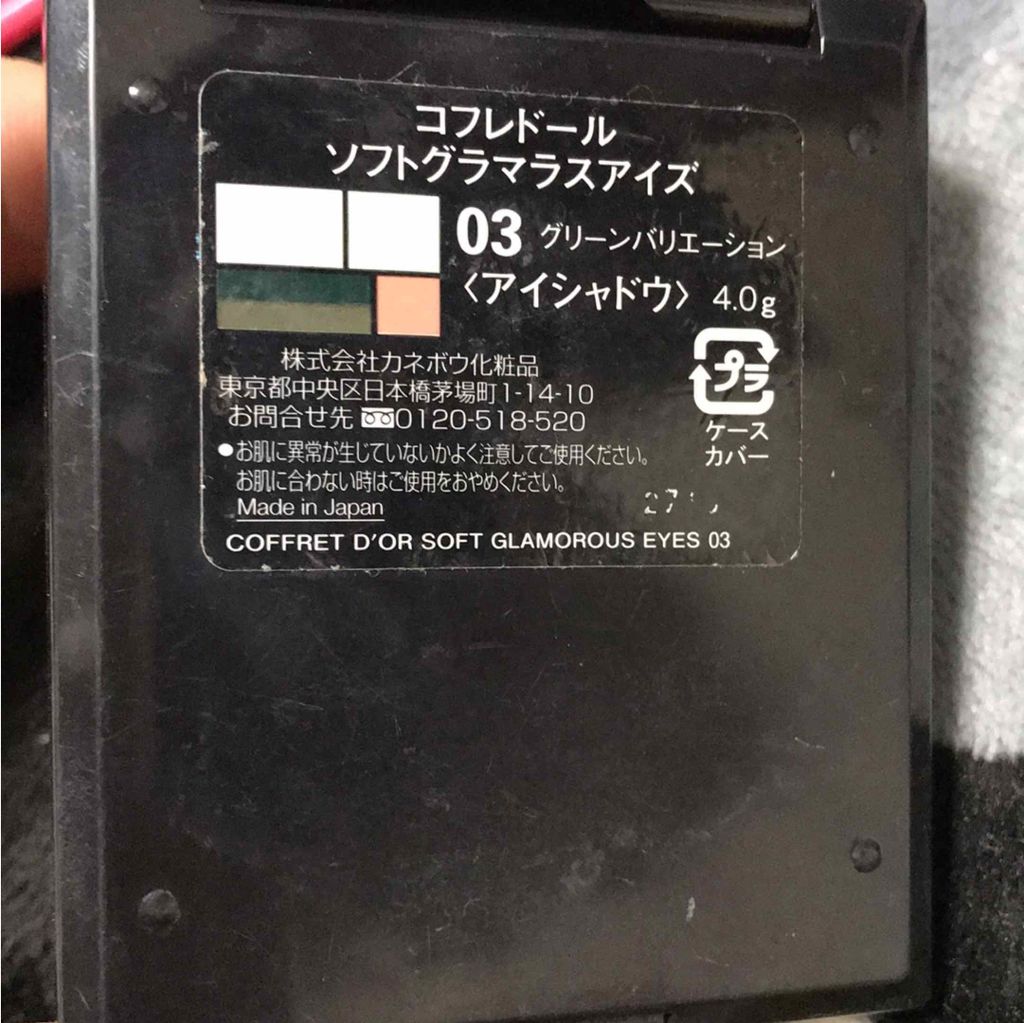 コフレドール
ソフトグラマラスアイズ
03 グリーンバリエーション
〈アイシャドウ〉 4.0g
プラ
ケース
カバー
株式会社カネボウ化粧品
東京都中央区日本橋茅場町1-14-10
お問合せ先 0120-518-520
●お肌に異常が生じていないかよく注意してご使用ください。
お肌に合わない時はご使用をおやめください。
Made in Japan
COFFRET D'OR SOFT GLAMOROUS EYES 03